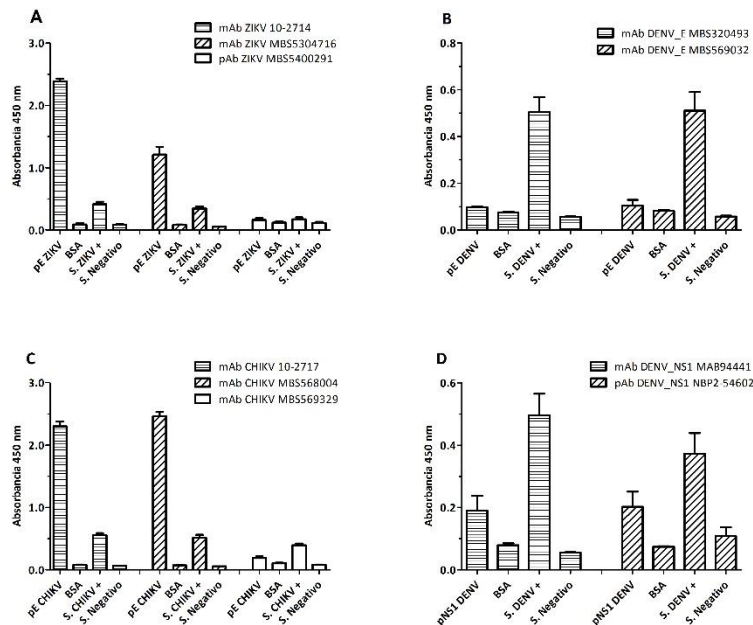 A
mAb ZIKV 10-2714
mAb ZIKV MBS5304716
pAb ZIKV MBS5400291
Absorbancia 450 nm
3.0
2.0
1.0
0.0
pE ZIKV
BSA
S. ZIKV +
S. Negativo
pE ZIKV
BSA
S. ZIKV +
S. Negativo
pE ZIKV
BSA
S. ZIKV +
S. Negativo
B
mAb DENV_E MBS320493
mAb DENV_E MBS569032
Absorbancia 450 nm
0.8
0.6
0.4
0.2
0.0
pE DENV
BSA
S. DENV +
S. Negativo
pE DENV
BSA
S. DENV +
S. Negativo
C
mAb CHIKV 10-2717
mAb CHIKV MBS568004
mAb CHIKV MBS569329
Absorbancia 450 nm
3.0
2.0
1.0
0.0
pE CHIKV
BSA
S. CHIKV +
S. Negativo
pE CHIKV
BSA
S. CHIKV +
S. Negativo
pE CHIKV
BSA
S. CHIKV +
S. Negativo
D
mAb DENV_NS1 MAB94441
pAb DENV_NS1 NBP2-54602
Absorbancia 450 nm
0.6
0.4
0.2
0.0
pNS1 DENV
BSA
S. DENV +
S. Negativo
pNS1 DENV
BSA
S. DENV +
S. Negativo